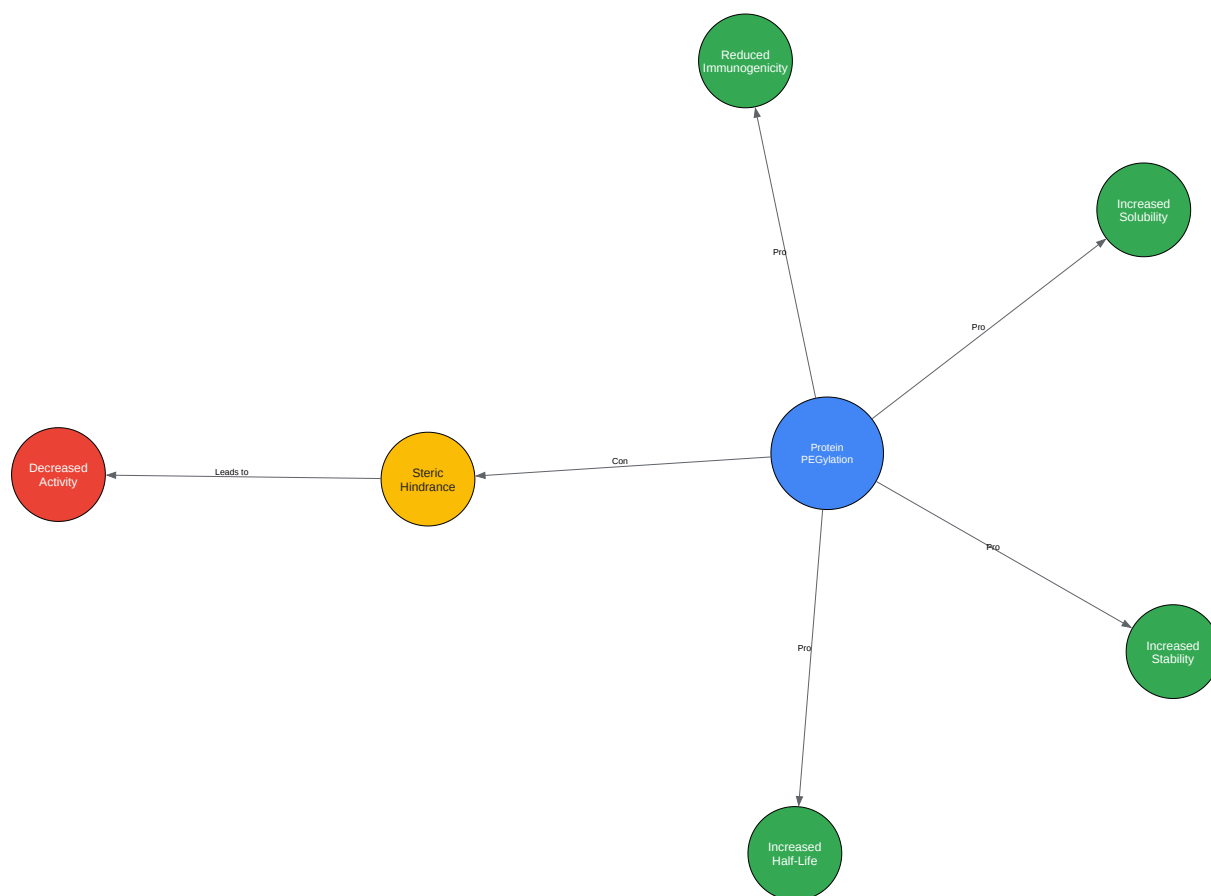 Reduced
Immunogenicity
Increased
Solubility
Pro
Pro
Protein
PEGylation
Con
Steric
Hindrance
Leads to
Decreased
Activity
Pro
Increased
Stability
Pro
Increased
Half-Life